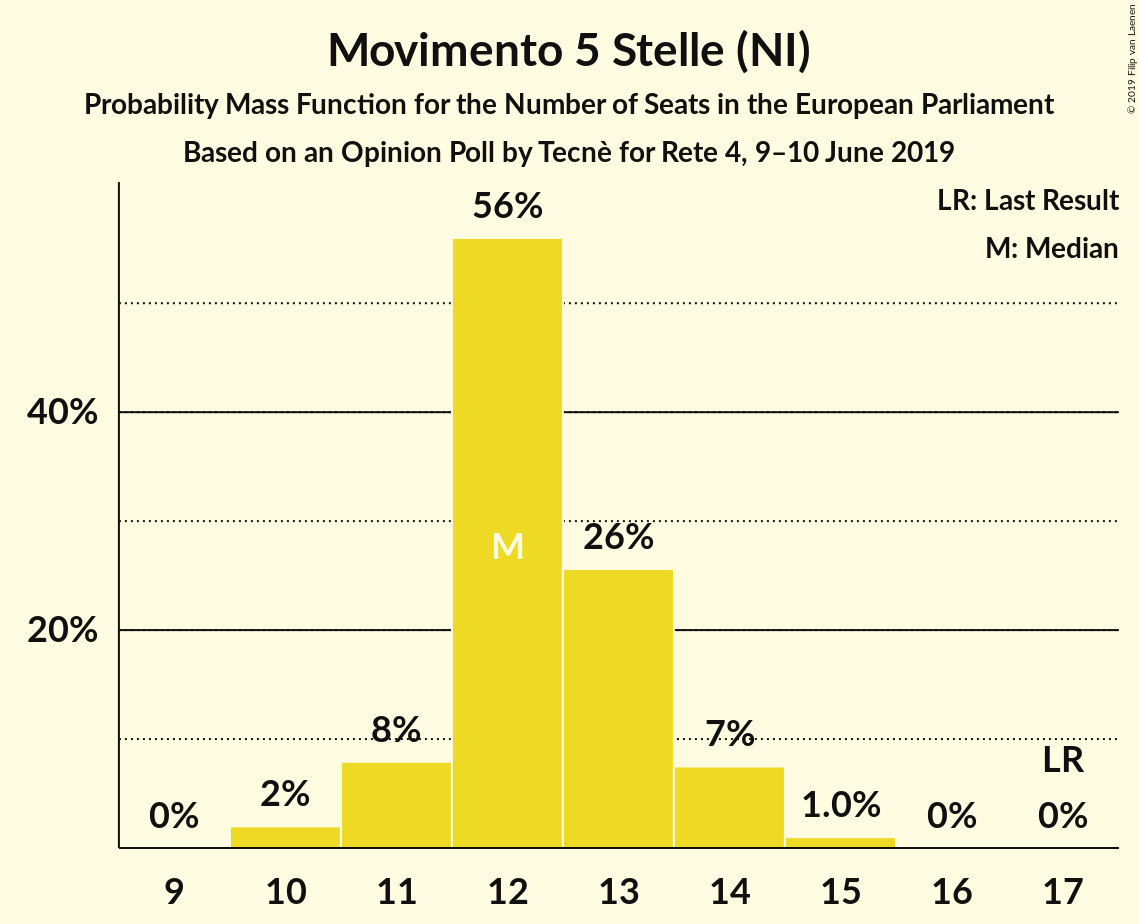 Movimento 5 Stelle (NI)
Probability Mass Function for the Number of Seats in the European Parliament
Based on an Opinion Poll by Tecnè for Rete 4, 9–10 June 2019
© 2019 Filip van Laenen
LR: Last Result
M: Median
56%
40%
M
26%
20%
8%
7%
LR
2%
1.0%
0%
0%
0%
9 10 11 12 13 14 15 16 17